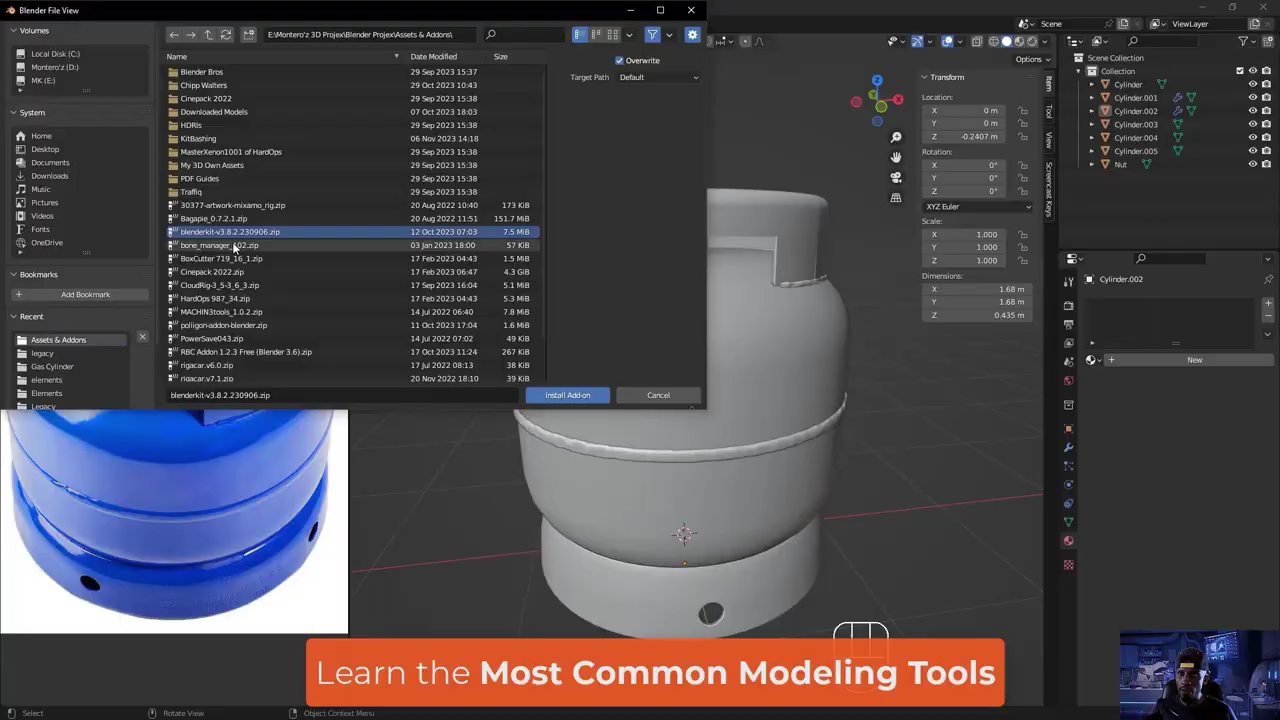 Blender File View
Volumes
Local Disk (C:)
Montero'z (D:)
MK (E:)
System
Home
Desktop
Documents
Downloads
Music
Pictures
Videos
Fonts
OneDrive
Bookmarks
Add Bookmark
Recent
Assets & Addons
legacy
Gas Cylinder
elements
Elements
Legacy
E:\Montero'z 3D Projex\Blender Projex\Assets & Addons\
Name Date Modified Size
Blender Bros 29 Sep 2023 15:37
Chipp Walters 29 Oct 2023 10:43
Cinepack 2022 29 Sep 2023 15:38
Downloaded Models 07 Oct 2023 18:03
HDRIs 29 Sep 2023 15:38
KitBashing 06 Nov 2023 14:18
MasterXenon1001 of HardOps 29 Sep 2023 15:38
My 3D Own Assets 29 Sep 2023 15:38
PDF Guides 29 Sep 2023 15:38
Traffiq 29 Sep 2023 15:38
30377-artwork-mixamo_rig.zip 20 Aug 2022 10:40 173 KiB
Bagapie_0.7.2.1.zip 20 Aug 2022 11:51 151.7 MiB
blenderkit-v3.8.2.230906.zip 12 Oct 2023 07:03 7.5 MiB
03 Jan 2023 18:00 57 KiB
BoxCutter 719_16_1.zip 17 Feb 2023 04:43 1.5 MiB
Cinepack 2022.zip 17 Feb 2023 06:47 4.3 GiB
CloudRig-3_5-3_6_3.zip 17 Sep 2023 16:04 5.1 MiB
HardOps 987_34.zip 17 Feb 2023 04:43 5.3 MiB
MACHIN3tools_1.0.2.zip 14 Jul 2022 06:40 7.8 MiB
poliigon-addon-blender.zip 11 Oct 2023 17:04 1.6 MiB
PowerSave043.zip 14 Jul 2022 07:02 49 KiB
RBC Addon 1.2.3 Free (Blender 3.6).zip 17 Oct 2023 11:24 267 KiB
rigacar.v6.0.zip 17 Jul 2022 08:13 38 KiB
rigacar.v7.1.zip 20 Nov 2022 18:10 39 KiB
blenderkit-v3.8.2.230906.zip
Install Add-on
Cancel
Overwrite
Target Path Default
Scene
ViewLayer
Options
Z
X
Y
Transform
Location:
X 0 m
Y 0 m
Z -0.2407 m
Rotation:
X 0°
Y 0°
Z 0°
XYZ Euler
Scale:
X 1.000
Y 1.000
Z 1.000
Dimensions:
X 1.68 m
Y 1.68 m
Z 0.435 m
Item
Tool
View
Screencast Keys
Scene Collection
Collection
Cylinder
Cylinder.001
Cylinder.002
Cylinder.003
Cylinder.004
Cylinder.005
Nut
Cylinder.002
New
Learn the Most Common Modeling Tools
Select
Rotate View
Object Context Menu